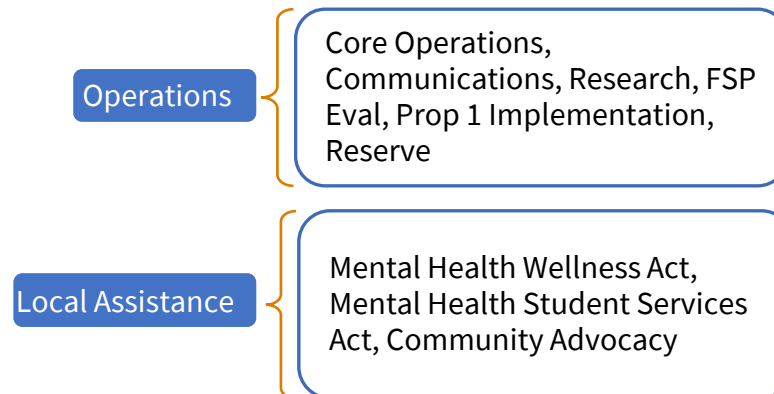 Operations
Core Operations,
Communications, Research, FSP
Eval, Prop 1 Implementation,
Reserve
Local Assistance
Mental Health Wellness Act,
Mental Health Student Services
Act, Community Advocacy